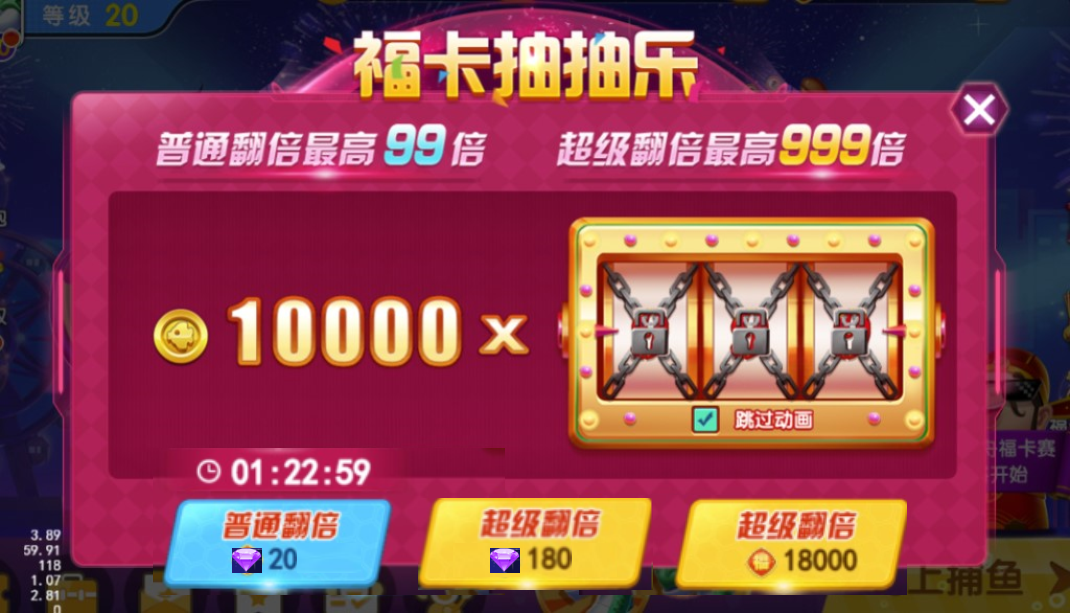 等级 20
福卡抽抽乐
普通翻倍最高99倍
超级翻倍最高999倍
10000 x
跳过动画
01:22:59
普通翻倍
20
超级翻倍
180
超级翻倍
18000
福卡赛
开始
3.89
59.91
118
1.07
2.81
0
上捕鱼